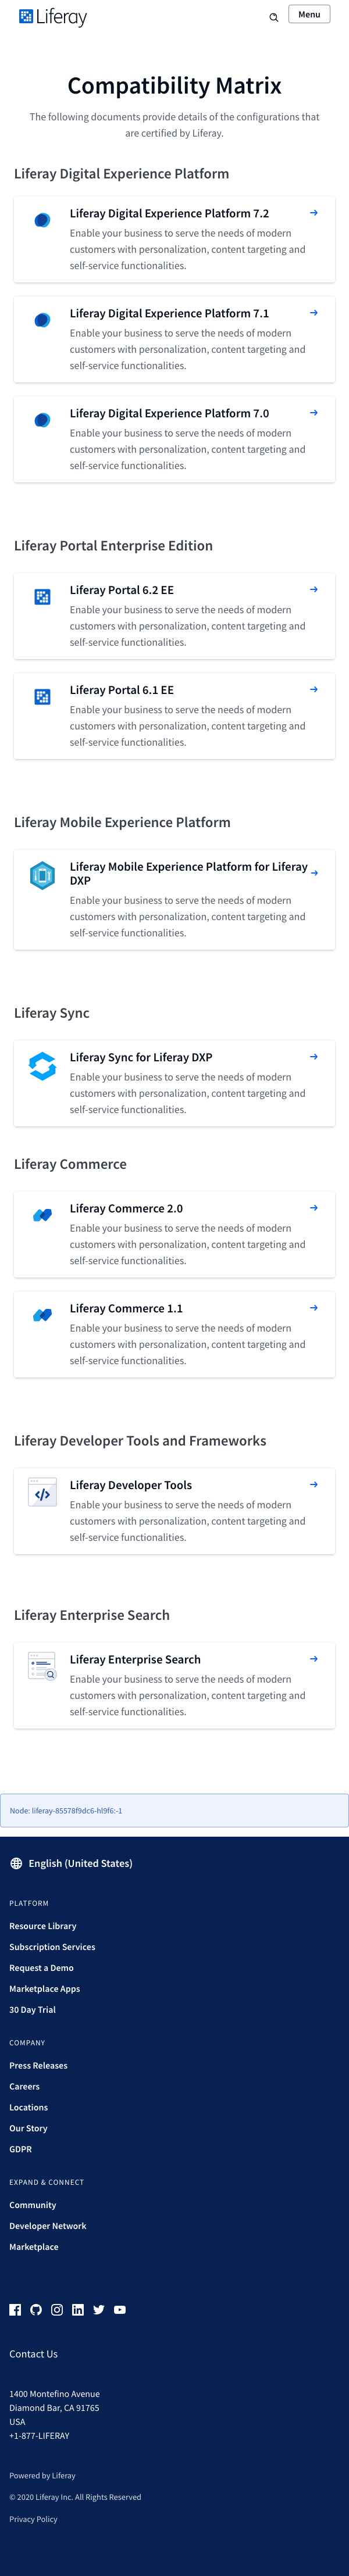 Liferay
Menu
Compatibility Matrix
The following documents provide details of the configurations that
are certified by Liferay.
Liferay Digital Experience Platform
Liferay Digital Experience Platform 7.2
Enable your business to serve the needs of modern
customers with personalization, content targeting and
self-service functionalities.
Liferay Digital Experience Platform 7.1
Enable your business to serve the needs of modern
customers with personalization, content targeting and
self-service functionalities.
Liferay Digital Experience Platform 7.0
Enable your business to serve the needs of modern
customers with personalization, content targeting and
self-service functionalities.
Liferay Portal Enterprise Edition
Liferay Portal 6.2 EE
Enable your business to serve the needs of modern
customers with personalization, content targeting and
self-service functionalities.
Liferay Portal 6.1 EE
Enable your business to serve the needs of modern
customers with personalization, content targeting and
self-service functionalities.
Liferay Mobile Experience Platform
Liferay Mobile Experience Platform for Liferay
DXP
Enable your business to serve the needs of modern
customers with personalization, content targeting and
self-service functionalities.
Liferay Sync
Liferay Sync for Liferay DXP
Enable your business to serve the needs of modern
customers with personalization, content targeting and
self-service functionalities.
Liferay Commerce
Liferay Commerce 2.0
Enable your business to serve the needs of modern
customers with personalization, content targeting and
self-service functionalities.
Liferay Commerce 1.1
Enable your business to serve the needs of modern
customers with personalization, content targeting and
self-service functionalities.
Liferay Developer Tools and Frameworks
Liferay Developer Tools
Enable your business to serve the needs of modern
customers with personalization, content targeting and
self-service functionalities.
Liferay Enterprise Search
Liferay Enterprise Search
Enable your business to serve the needs of modern
customers with personalization, content targeting and
self-service functionalities.
Node: liferay-85578f9dc6-hl9f6:-1
English (United States)
PLATFORM
Resource Library
Subscription Services
Request a Demo
Marketplace Apps
30 Day Trial
COMPANY
Press Releases
Careers
Locations
Our Story
GDPR
EXPAND & CONNECT
Community
Developer Network
Marketplace
Contact Us
1400 Montefino Avenue
Diamond Bar, CA 91765
USA
+1-877-LIFERAY
Powered by Liferay
© 2020 Liferay Inc. All Rights Reserved
Privacy Policy